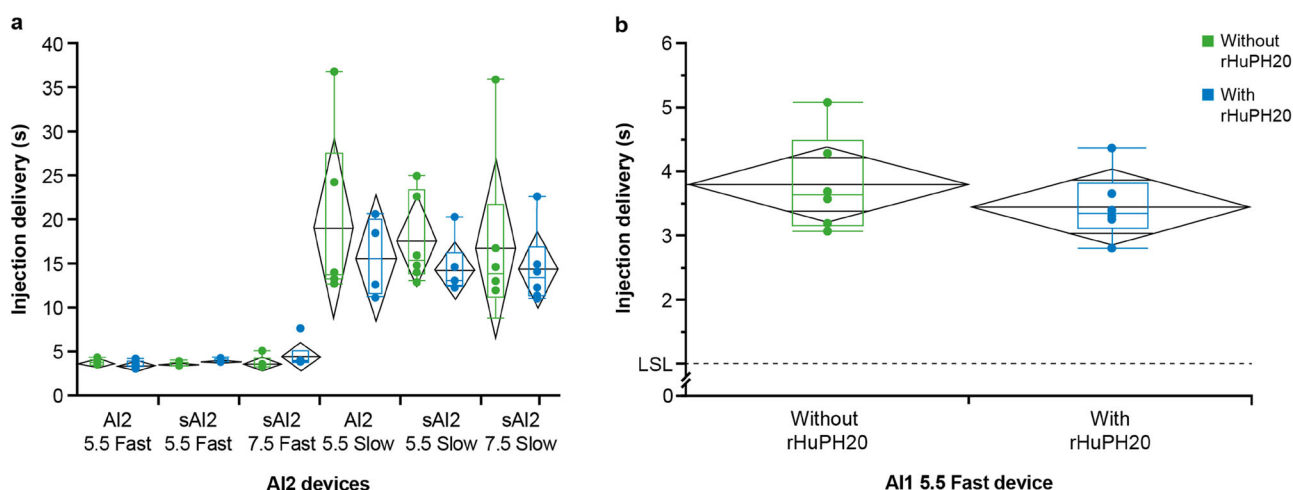 a
40
35
30
25
20
15
10
5
0
Injection delivery (s)
AI2
5.5 Fast
sAI2
5.5 Fast
sAI2
7.5 Fast
AI2
5.5 Slow
sAI2
5.5 Slow
sAI2
7.5 Slow
AI2 devices
b
6
5
4
3
2
LSL
0
Injection delivery (s)
Without
rHuPH20
With
rHuPH20
Without
rHuPH20
With
rHuPH20
AI1 5.5 Fast device